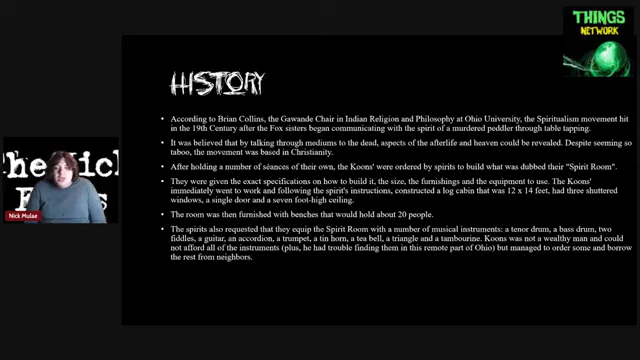 THINGS
NETWORK
HISTORY
• According to Brian Collins, the Gawande Chair in Indian Religion and Philosophy at Ohio University, the Spiritualism movement hit
in the 19th Century after the Fox sisters began communicating with the spirit of a murdered peddler through table tapping.
• It was believed that by talking through mediums to the dead, aspects of the afterlife and heaven could be revealed. Despite seeming so
taboo, the movement was based in Christianity.
• After holding a number of séances of their own, the Koons' were ordered by spirits to build what was dubbed their "Spirit Room".
• They were given the exact specifications on how to build it, the size, the furnishings and the equipment to use. The Koons'
immediately went to work and following the spirit's instructions, constructed a log cabin that was 12 x 14 feet, had three shuttered
windows, a single door and a seven foot-high ceiling.
• The room was then furnished with benches that would hold about 20 people.
• The spirits also requested that they equip the Spirit Room with a number of musical instruments: a tenor drum, a bass drum, two
fiddles, a guitar, an accordion, a trumpet, a tin horn, a tea bell, a triangle and a tambourine. Koons was not a wealthy man and could
not afford all of the instruments (plus, he had trouble finding them in this remote part of Ohio) but managed to order some and borrow
the rest from neighbors.
Nick Mulae